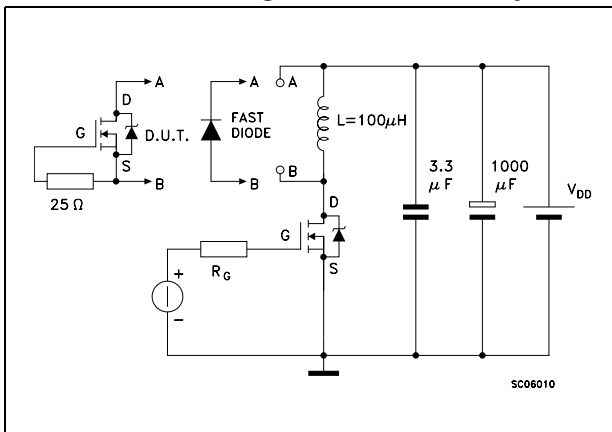 A
A
A
D
G
D.U.T.
FAST
DIODE
L=100μH
S
B
B
B
25 Ω
3.3
μF
1000
μF
V_DD
D
G
S
R_G
+
-
SC06010